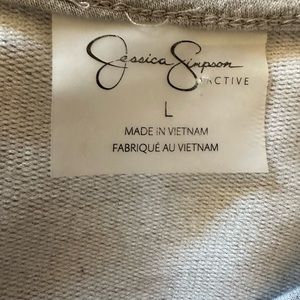 Jessica Simpson
ACTIVE
L
MADE IN VIETNAM
FABRIQUÉ AU VIETNAM